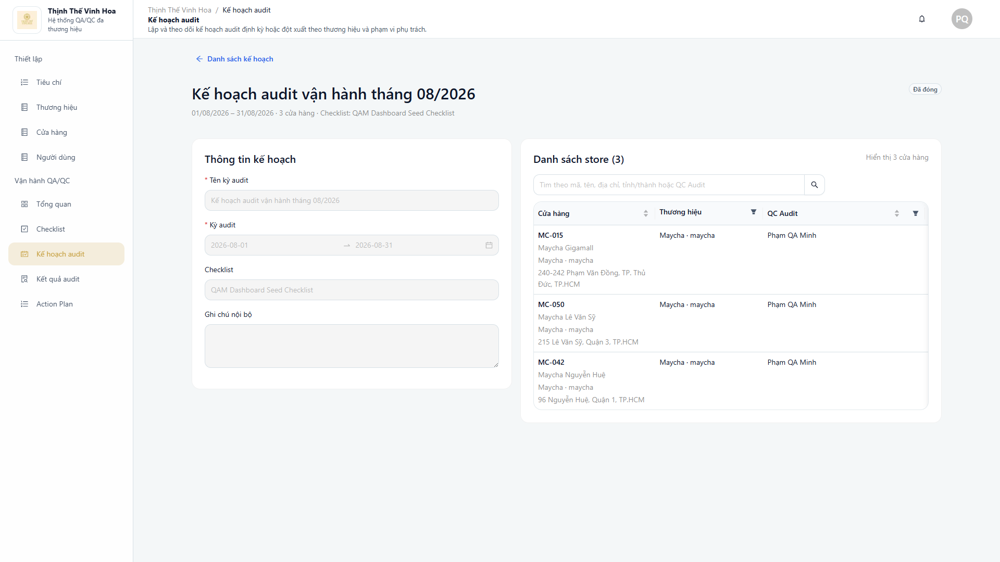 Thịnh Thế Vinh Hoa
Hệ thống QA/QC đa
thương hiệu
Thiết lập
Tiêu chí
Thương hiệu
Cửa hàng
Người dùng
Vận hành QA/QC
Tổng quan
Checklist
Kế hoạch audit
Kết quả audit
Action Plan
Thịnh Thế Vinh Hoa / Kế hoạch audit
Kế hoạch audit
Lập và theo dõi kế hoạch audit định kỳ hoặc đột xuất theo thương hiệu và phạm vi phụ trách.
PQ
Danh sách kế hoạch
Kế hoạch audit vận hành tháng 08/2026
Đã đóng
01/08/2026 – 31/08/2026 · 3 cửa hàng · Checklist: QAM Dashboard Seed Checklist
Thông tin kế hoạch
* Tên kỳ audit
Kế hoạch audit vận hành tháng 08/2026
* Kỳ audit
2026-08-01 → 2026-08-31
Checklist
QAM Dashboard Seed Checklist
Ghi chú nội bộ
Danh sách store (3)
Hiển thị 3 cửa hàng
Tìm theo mã, tên, địa chỉ, tỉnh/thành hoặc QC Audit
Cửa hàng Thương hiệu QC Audit
MC-015 Maycha · maycha Phạm QA Minh
Maycha Gigamall
Maycha · maycha
240-242 Phạm Văn Đồng, TP. Thủ
Đức, TP.HCM
MC-050 Maycha · maycha Phạm QA Minh
Maycha Lê Văn Sỹ
Maycha · maycha
215 Lê Văn Sỹ, Quận 3, TP.HCM
MC-042 Maycha · maycha Phạm QA Minh
Maycha Nguyễn Huệ
Maycha · maycha
96 Nguyễn Huệ, Quận 1, TP.HCM